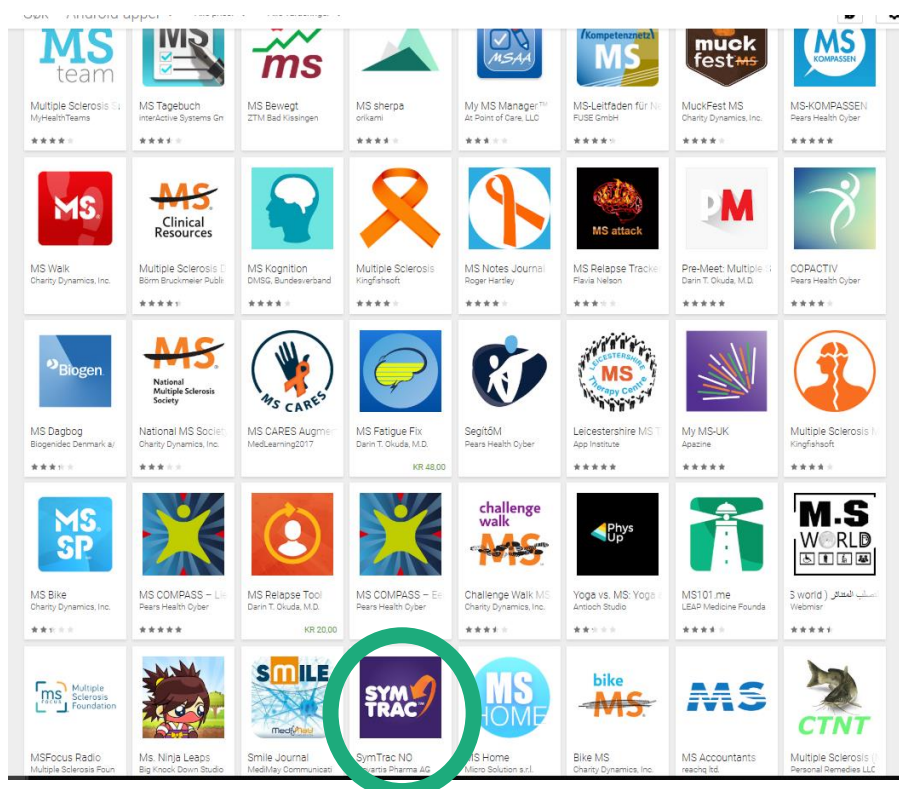 Søk
Android
MS
team
Multiple Sclerosis
MyHealthTeams
MS
MS Tagebuch
interActive Systems Gm
ms
MS Bewegt
ZTM Bad Kissingen
MS sherpa
orikami
MSAA
My MS Manager™
At Point of Care, LLC
Kompetenznetz
MS
MS-Leitfaden für
FUSE GmbH
muck
fest MS
MuckFest MS
Charity Dynamics, Inc.
MS
KOMPASSEN
MS-KOMPASSEN
Pears Health Cyber
MS
MS Walk
Charity Dynamics, Inc.
MS
Clinical
Resources
Multiple Sclerosis D
Börm Bruckmeier Publi
MS Kognition
DMSG, Bundesverband
Multiple Sclerosis
Kingfishsoft
MS Notes Journal
Roger Hartley
MS attack
MS Relapse Tracke
Flavia Nelson
PM
Pre-Meet: Multiple
Darin T. Okuda, M.D.
COPACTIV
Pears Health Cyber
Biogen
MS Dagbog
Biogenidec Denmark a/
MS
National
Multiple Sclerosis
Society
National MS Socie
Charity Dynamics, Inc.
MS CARES
MS CARES Augmen
MedLearning2017
MS Fatigue Fix
Darin T. Okuda, M.D.
KR 48,00
SegítőM
Pears Health Cyber
LEICESTERSHIRE
MS
Therapy Centre
Leicestershire MS T
App Institute
My MS-UK
Apazine
Multiple Sclerosis
Kingfishsoft
MS
SP
MS Bike
Charity Dynamics, Inc.
MS COMPASS – Lie
Pears Health Cyber
MS Relapse Tool
Darin T. Okuda, M.D.
KR 20,00
MS COMPASS – Ee
Pears Health Cyber
challenge
walk
MS
Challenge Walk MS
Charity Dynamics, Inc.
Phys
Up
Yoga vs. MS: Yoga
Antioch Studio
MS101.me
LEAP Medicine Founda
M.S
WORLD
S world ) التصلب المتعدد
Webmisr
ms
FOCUS
Multiple
Sclerosis
Foundation
MSFocus Radio
Multiple Sclerosis Foun
Ms. Ninja Leaps
Big Knock Down Studio
SMILE
Smile Journal
MediMay Communicati
SYM
TRAC™
SymTrac NO
Novartis Pharma AG
MS
HOME
MS Home
Micro Solution s.r.l.
bike
MS
Bike MS
Charity Dynamics, Inc.
MS
MS Accountants
reachq ltd.
CTNT
Multiple Sclerosis (
Personal Remedies LLC